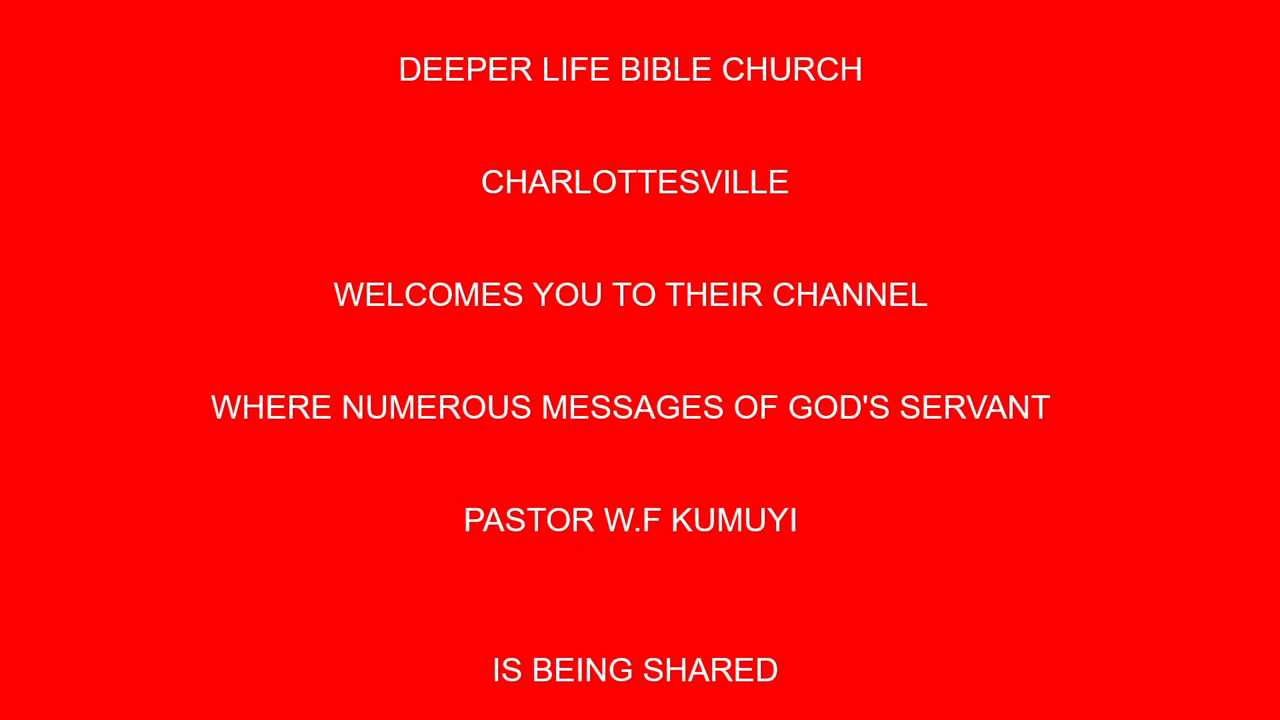 DEEPER LIFE BIBLE CHURCH
CHARLOTTESVILLE
WELCOMES YOU TO THEIR CHANNEL
WHERE NUMEROUS MESSAGES OF GOD'S SERVANT
PASTOR W.F KUMUYI
IS BEING SHARED